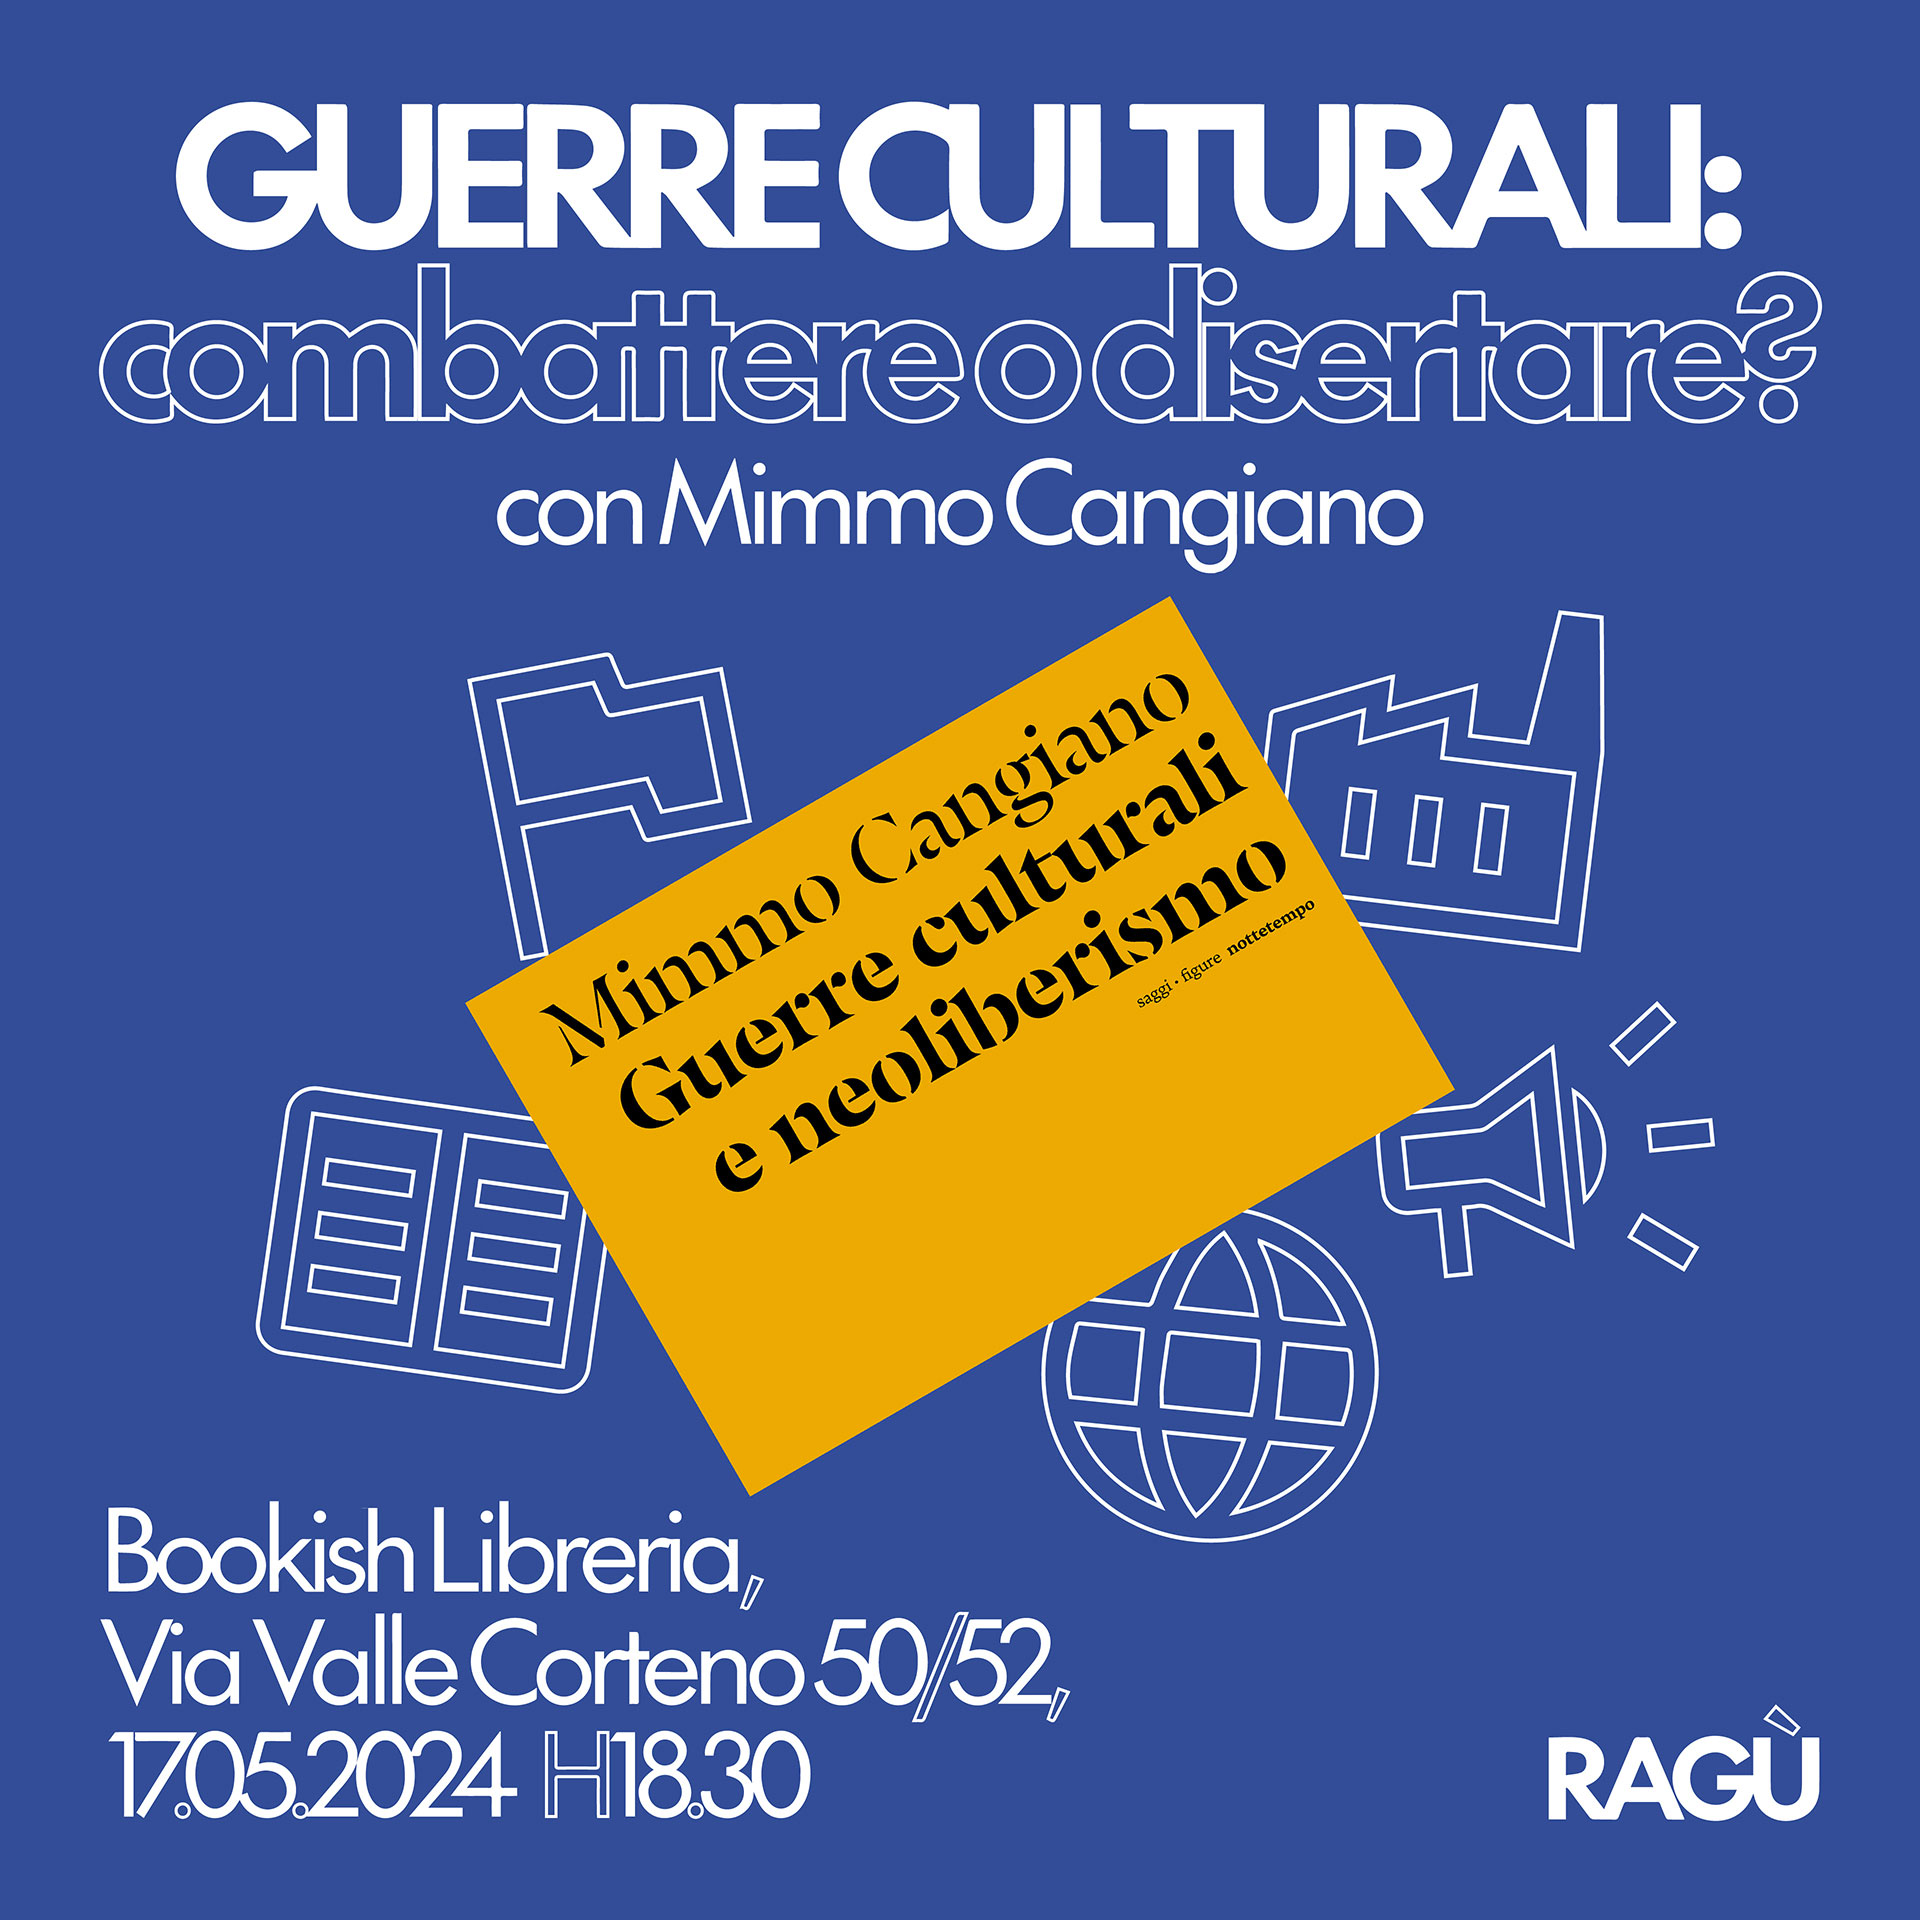 GUERRE CULTURALI:
combattere o disertare?
con Mimmo Cangiano
Mimmo Cangiano
Guerre culturali
e neoliberismo
saggi • figure nottetempo
Bookish Libreria,
Via Valle Corteno 50/52,
17.05.2024 H18.30
RAGÙ